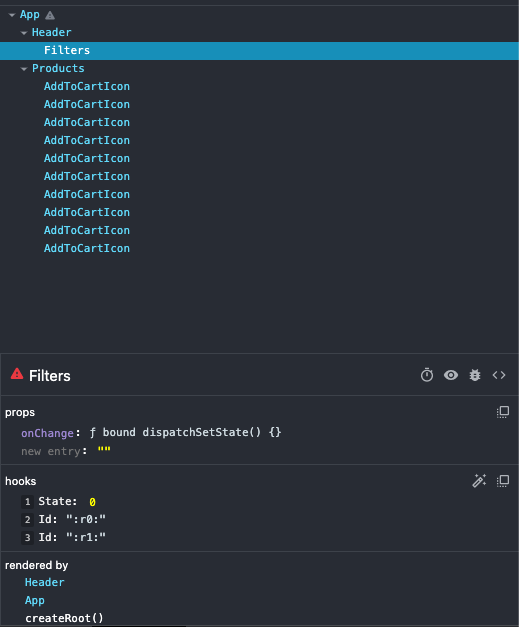 App
Header
Filters
Products
AddToCartIcon
AddToCartIcon
AddToCartIcon
AddToCartIcon
AddToCartIcon
AddToCartIcon
AddToCartIcon
AddToCartIcon
AddToCartIcon
AddToCartIcon
Filters
props
onChange: ƒ bound dispatchSetState() {}
new entry: ""
hooks
1 State: 0
2 Id: ":r0:"
3 Id: ":r1:"
rendered by
Header
App
createRoot()